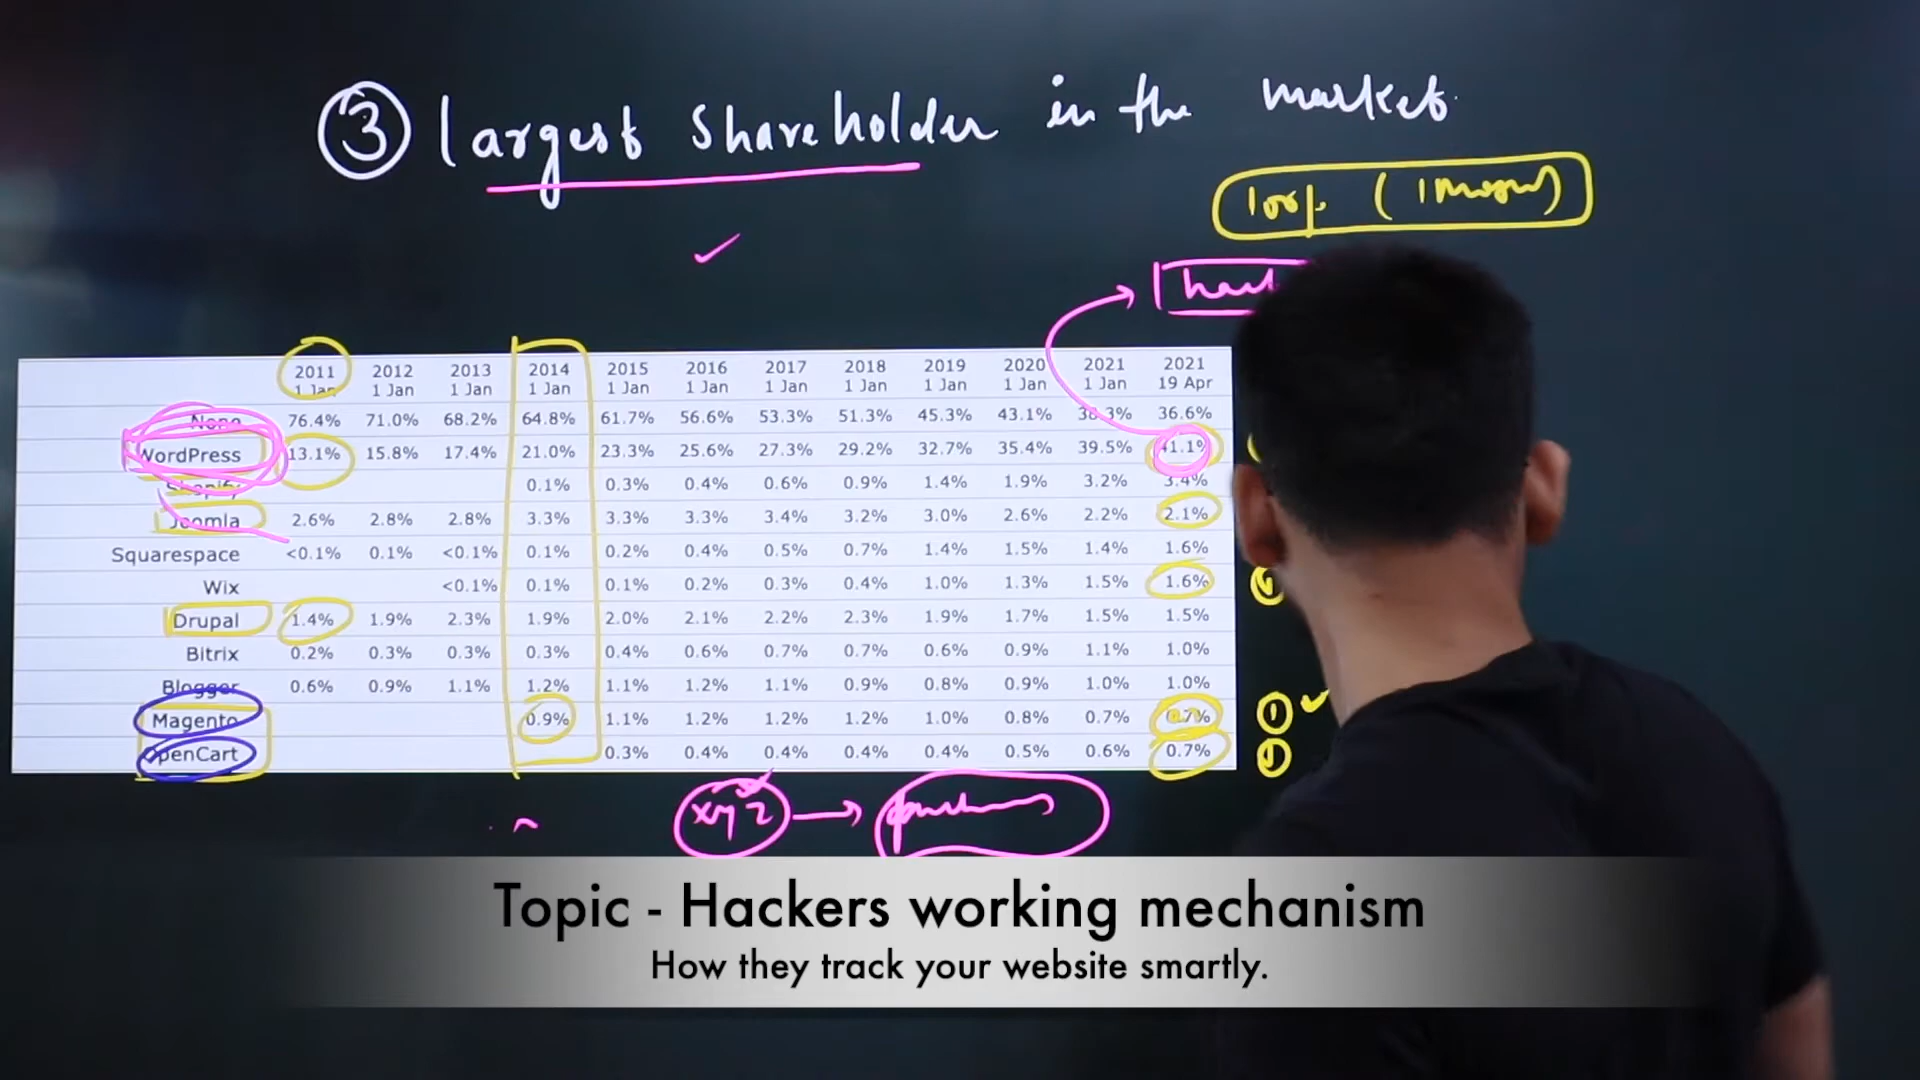 3 largest shareholder in the market
2011 2012 2013 2014 2015 2016 2017 2018 2019 2020 2021 2021
1 Jan 1 Jan 1 Jan 1 Jan 1 Jan 1 Jan 1 Jan 1 Jan 1 Jan 1 Jan 1 Jan 19 Apr
None 76.4% 71.0% 68.2% 64.8% 61.7% 56.6% 53.3% 51.3% 45.3% 43.1% 38.3% 36.6%
WordPress 13.1% 15.8% 17.4% 21.0% 23.3% 25.6% 27.3% 29.2% 32.7% 35.4% 39.5% 41.1%
Shopify 0.1% 0.3% 0.4% 0.6% 0.9% 1.4% 1.9% 3.2% 3.4%
Joomla 2.6% 2.8% 2.8% 3.3% 3.3% 3.3% 3.4% 3.2% 3.0% 2.6% 2.2% 2.1%
Squarespace <0.1% 0.1% <0.1% 0.1% 0.2% 0.4% 0.5% 0.7% 1.4% 1.5% 1.4% 1.6%
Wix <0.1% 0.1% 0.1% 0.2% 0.3% 0.4% 1.0% 1.3% 1.5% 1.6%
Drupal 1.4% 1.9% 2.3% 1.9% 2.0% 2.1% 2.2% 2.3% 1.9% 1.7% 1.5% 1.5%
Bitrix 0.2% 0.3% 0.3% 0.3% 0.4% 0.6% 0.7% 0.7% 0.6% 0.9% 1.1% 1.0%
Blogger 0.6% 0.9% 1.1% 1.2% 1.1% 1.2% 1.1% 0.9% 0.8% 0.9% 1.0% 1.0%
Magento 0.9% 1.1% 1.2% 1.2% 1.2% 1.0% 0.8% 0.7% 0.7% 1
OpenCart 0.3% 0.4% 0.4% 0.4% 0.4% 0.5% 0.6% 0.7%
xyz
Topic - Hackers working mechanism
How they track your website smartly.